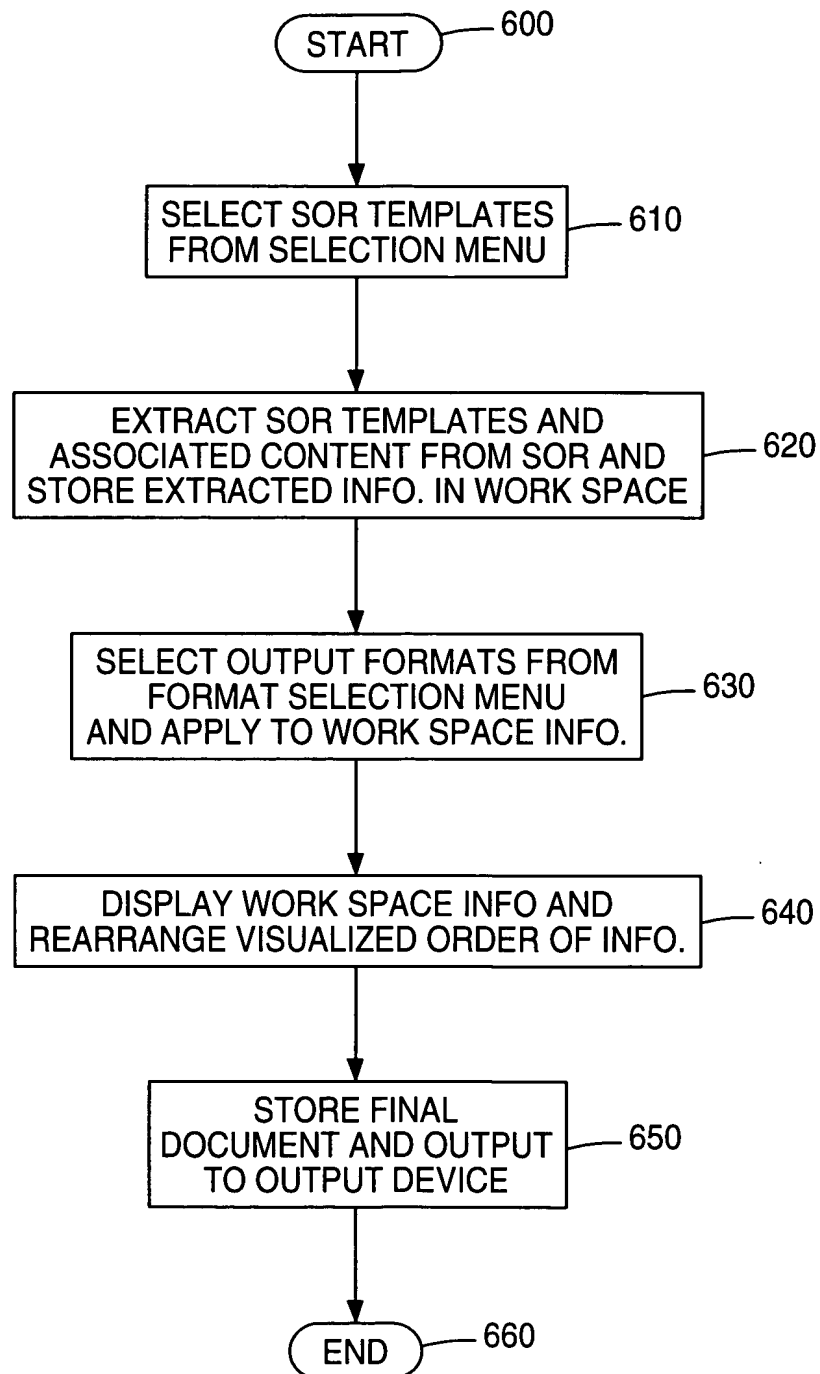 START
600
SELECT SOR TEMPLATES
FROM SELECTION MENU
610
EXTRACT SOR TEMPLATES AND
ASSOCIATED CONTENT FROM SOR AND
STORE EXTRACTED INFO. IN WORK SPACE
620
SELECT OUTPUT FORMATS FROM
FORMAT SELECTION MENU
AND APPLY TO WORK SPACE INFO.
630
DISPLAY WORK SPACE INFO AND
REARRANGE VISUALIZED ORDER OF INFO.
640
STORE FINAL
DOCUMENT AND OUTPUT
TO OUTPUT DEVICE
650
END
660